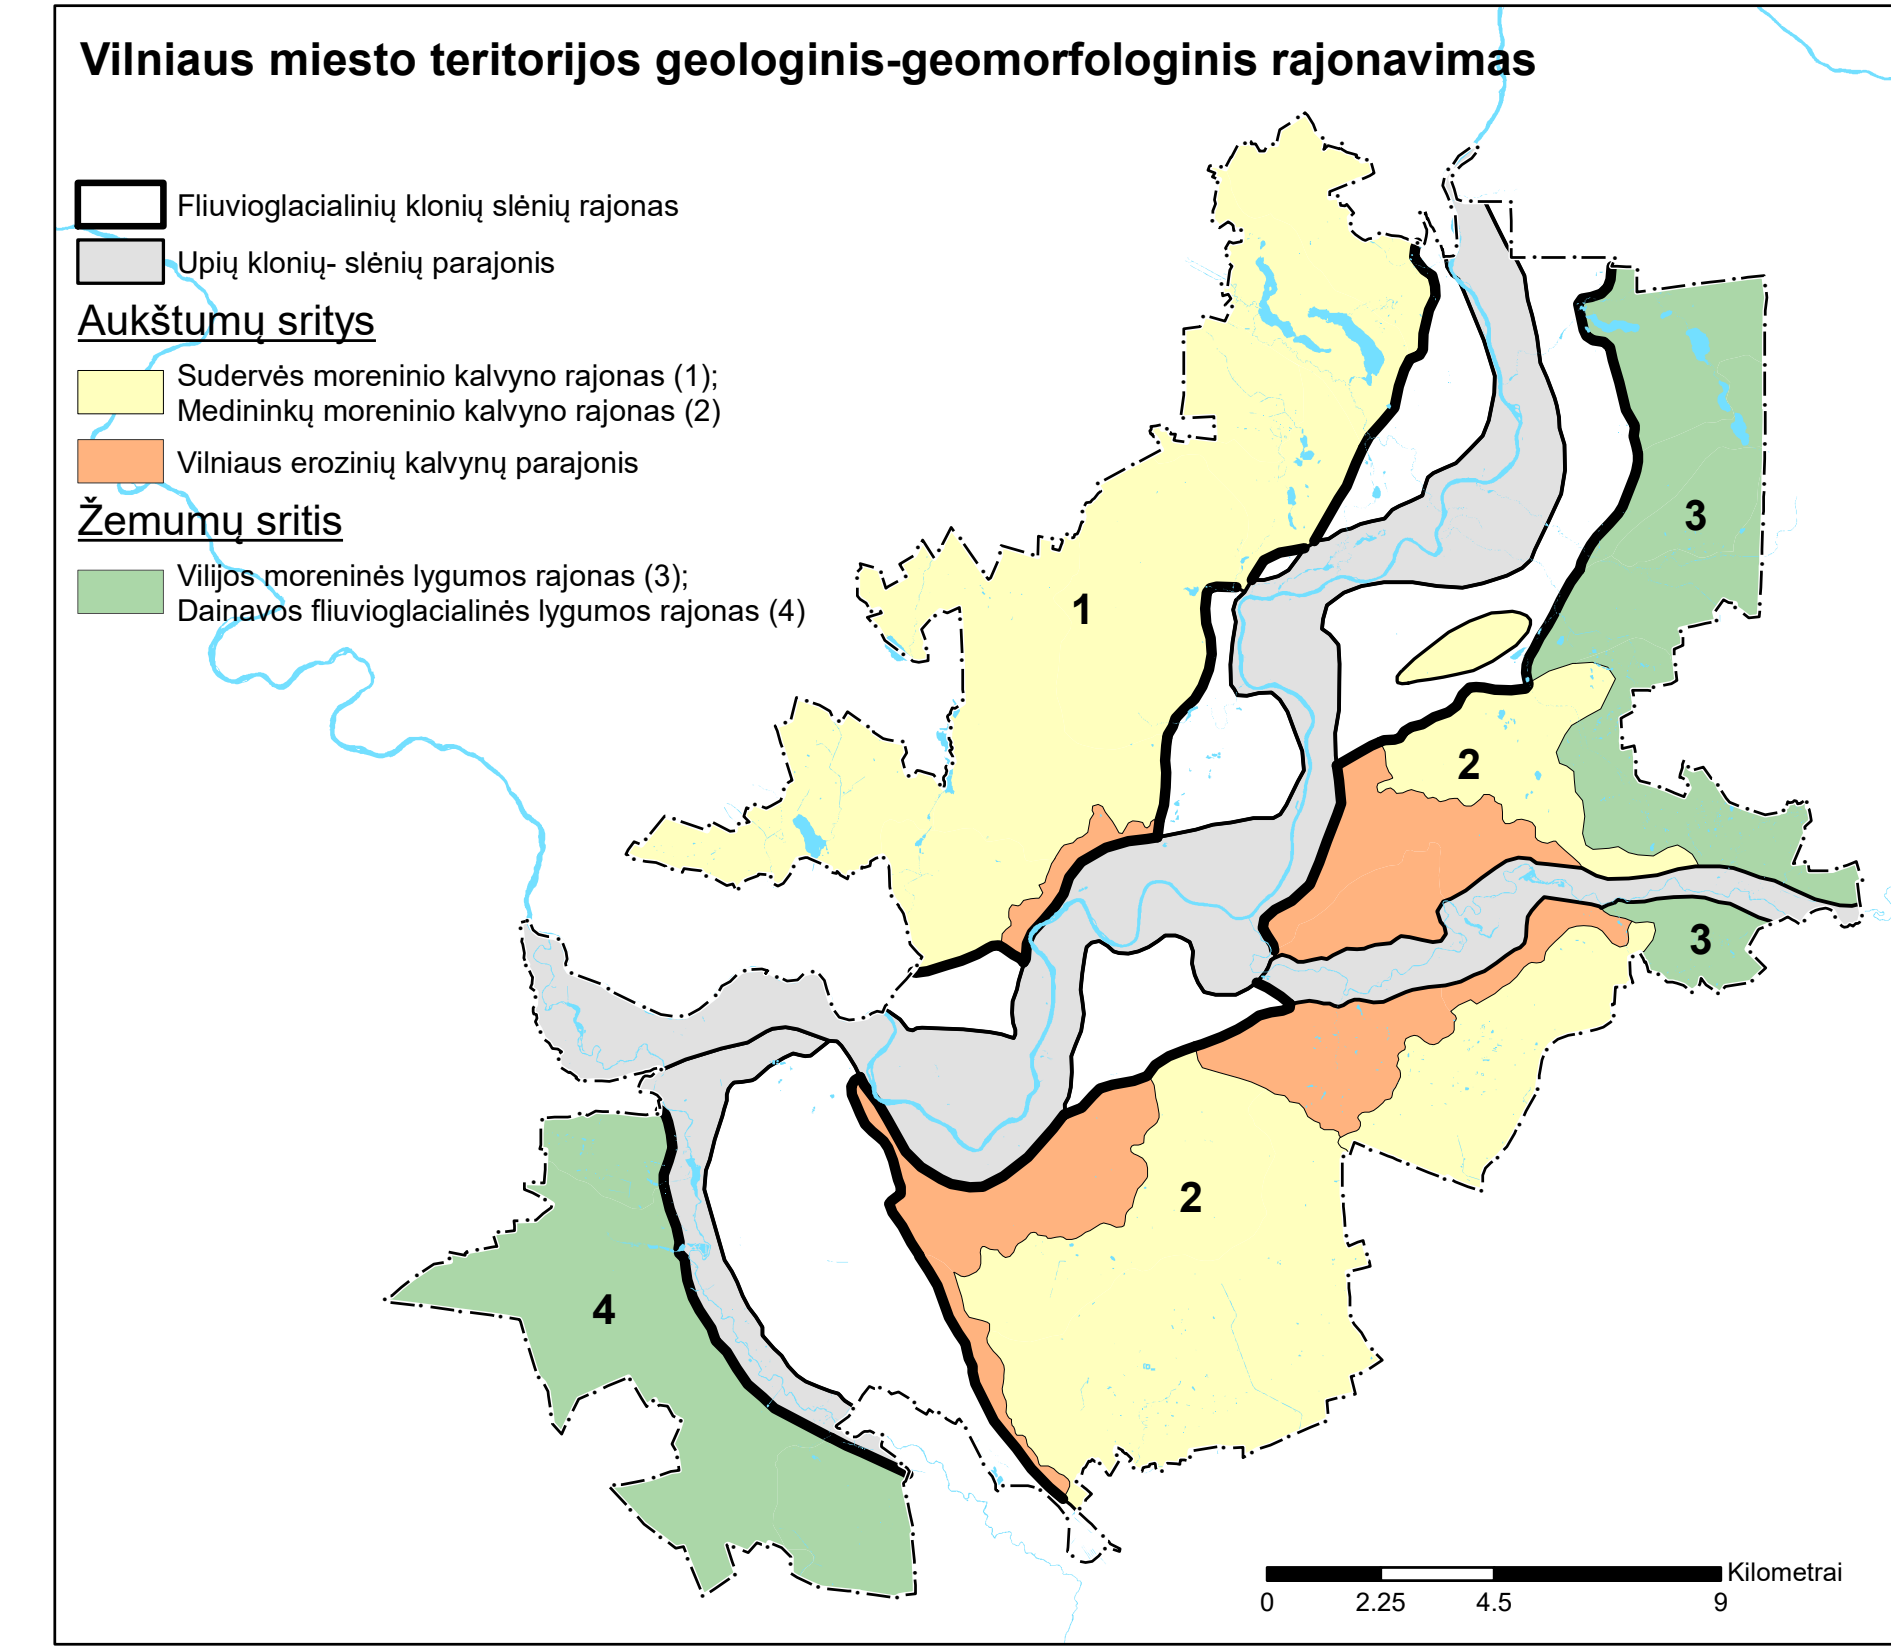 Vilniaus miesto teritorijos geologinis-geomorfologinis rajonavimas
Fliuvioglacialinių klonių slėnių rajonas
Upių klonių- slėnių parajonis
Aukštumų sritys
Sudervės moreninio kalvyno rajonas (1);
Medininkų moreninio kalvyno rajonas (2)
Vilniaus erozinių kalvynų parajonis
Žemumų sritis
Vilijos moreninės lygumos rajonas (3);
Dainavos fliuvioglacialinės lygumos rajonas (4)
3
1
2
3
2
4
Kilometrai
0 2.25 4.5 9